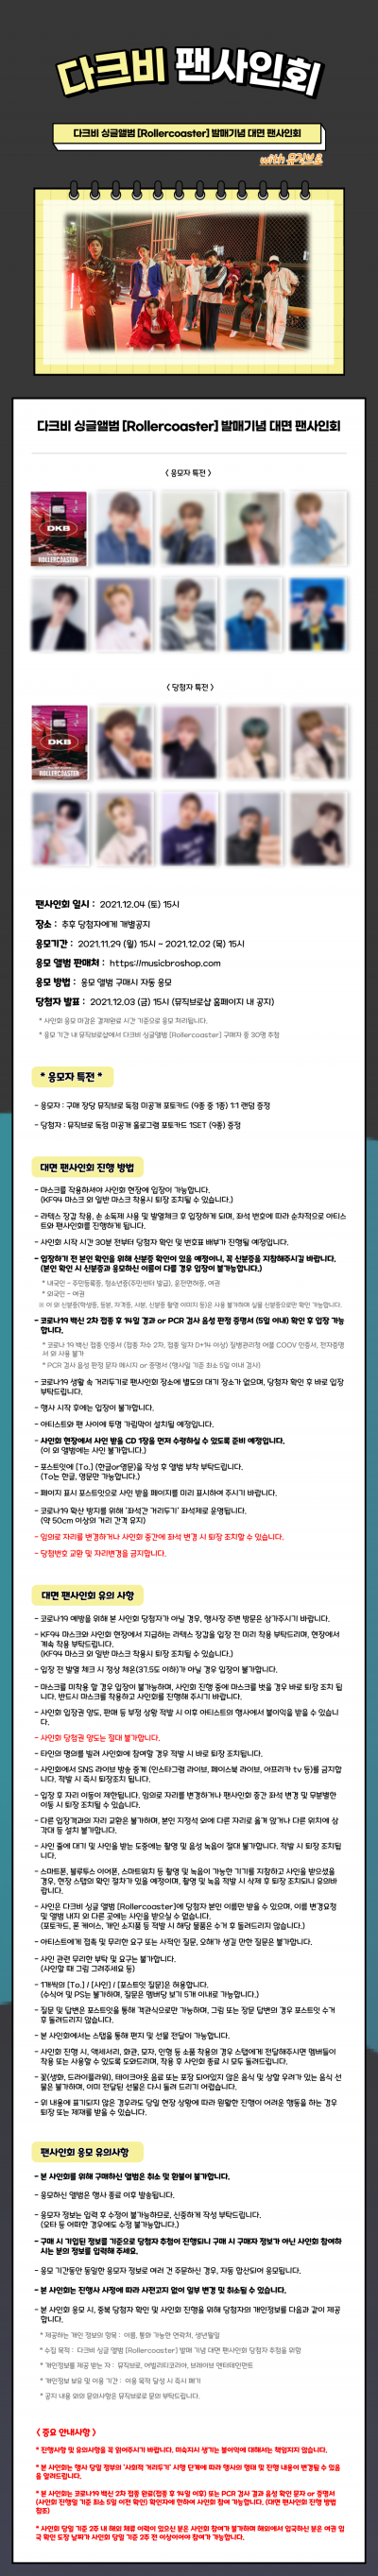 다크비 팬사인회
다크비 싱글앨범 [Rollercoaster] 발매기념 대면 팬사인회
with 뮤직브로
다크비 싱글앨범 [Rollercoaster] 발매기념 대면 팬사인회
< 응모자 특전 >
DKB
ROLLERCOASTER
< 당첨자 특전 >
DKB
ROLLERCOASTER
팬사인회 일시 : 2021.12.04 (토) 15시
장소 : 추후 당첨자에게 개별공지
응모기간 : 2021.11.29 (월) 15시 ~ 2021.12.02 (목) 15시
응모 앨범 판매처 : https://musicbroshop.com
응모 방법 : 응모 앨범 구매시 자동 응모
당첨자 발표 : 2021.12.03 (금) 15시 (뮤직브로샵 홈페이지 내 공지)
* 사인회 응모 마감은 결제완료 시간 기준으로 응모 처리됩니다.
* 응모 기간 내 뮤직브로샵에서 다크비 싱글앨범 [Rollercoaster] 구매자 중 30명 추첨
* 응모자 특전 *
- 응모자 : 구매 장당 뮤직브로 독점 미공개 포토카드 (9종 중 1종) 1:1 랜덤 증정
- 당첨자 : 뮤직브로 독점 미공개 홀로그램 포토카드 1SET (9종) 증정
대면 팬사인회 진행 방법
- 마스크를 착용하셔야 사인회 현장에 입장이 가능합니다.
(KF94 마스크 외 일반 마스크 착용시 퇴장 조치될 수 있습니다.)
- 라텍스 장갑 착용, 손 소독제 사용 및 발열체크 후 입장하게 되며, 좌석 번호에 따라 순차적으로 아티스
트와 팬사인회를 진행하게 됩니다.
- 사인회 시작 시간 30분 전부터 당첨자 확인 및 번호표 배부가 진행될 예정입니다.
- 입장하기 전 본인 확인을 위해 신분증 확인이 있을 예정이니, 꼭 신분증을 지참해주시길 바랍니다.
(본인 확인 시 신분증과 응모하신 이름이 다를 경우 입장이 불가능합니다.)
* 내국인 - 주민등록증, 청소년증(주민센터 발급), 운전면허증, 여권
* 외국인 - 여권
※ 이 외 신분증(학생증, 등본, 자격증, 사본, 신분증 촬영 이미지 등)은 사용 불가하며 실물 신분증으로만 확인 가능합니다.
- 코로나19 백신 2차 접종 후 14일 경과 or PCR 검사 음성 판정 증명서 (5일 이내) 확인 후 입장 가능
합니다.
* 코로나 19 백신 접종 인증서 (접종 차수 2차, 접종 일자 D+14 이상) 질병관리청 어플 COOV 인증서, 전자증명
서 외 사용 불가
* PCR 검사 음성 판정 문자 메시지 or 증명서 (행사일 기준 최소 5일 이내 검사)
- 코로나19 생활 속 거리두기로 팬사인회 장소에 별도의 대기 장소가 없으며, 당첨자 확인 후 바로 입장
부탁드립니다.
- 행사 시작 후에는 입장이 불가합니다.
- 아티스트와 팬 사이에 투명 가림막이 설치될 예정입니다.
- 사인회 현장에서 사인 받을 CD 1장을 먼저 수령하실 수 있도록 준비 예정입니다.
(이 외 앨범에는 사인 불가합니다.)
- 포스트잇에 [To.] (한글or영문)을 작성 후 앨범 부착 부탁드립니다.
(To는 한글, 영문만 가능합니다.)
- 페이지 표시 포스트잇으로 사인 받을 페이지를 미리 표시하여 주시기 바랍니다.
- 코로나19 확산 방지를 위해 '좌석간 거리두기' 좌석제로 운영됩니다.
(약 50cm 이상의 거리 간격 유지)
- 임의로 자리를 변경하거나 사인회 중간에 좌석 변경 시 퇴장 조치할 수 있습니다.
- 당첨번호 교환 및 자리변경을 금지합니다.
대면 팬사인회 유의 사항
- 코로나19 예방을 위해 본 사인회 당첨자가 아닐 경우, 행사장 주변 방문은 삼가주시기 바랍니다.
- KF94 마스크와 사인회 현장에서 지급하는 라텍스 장갑을 입장 전 미리 착용 부탁드리며, 현장에서
계속 착용 부탁드립니다.
(KF94 마스크 외 일반 마스크 착용시 퇴장 조치될 수 있습니다.)
- 입장 전 발열 체크 시 정상 체온(37.5도 이하)가 아닐 경우 입장이 불가합니다.
- 마스크를 미착용 할 경우 입장이 불가능하며, 사인회 진행 중에 마스크를 벗을 경우 바로 퇴장 조치 됩
니다. 반드시 마스크를 착용하고 사인회를 진행해 주시기 바랍니다.
- 사인회 입장권 양도, 판매 등 부정 상황 적발 시 이후 아티스트의 행사에서 불이익을 받을 수 있습니
다.
- 사인회 당첨권 양도는 절대 불가합니다.
- 타인의 명의를 빌려 사인회에 참여할 경우 적발 시 바로 퇴장 조치됩니다.
- 사인회에서 SNS 라이브 방송 중계 (인스타그램 라이브, 페이스북 라이브, 아프리카 tv 등)를 금지합
니다. 적발 시 즉시 퇴장조치 됩니다.
- 입장 후 자리 이동이 제한됩니다. 임의로 자리를 변경하거나 팬사인회 중간 좌석 변경 및 무분별한
이동 시 퇴장 조치될 수 있습니다.
- 다른 입장객과의 자리 교환은 불가하며, 본인 지정석 외에 다른 자리로 옮겨 앉거나 다른 위치에 삼
각대 등 설치 불가합니다.
- 사인 줄에 대기 및 사인을 받는 도중에는 촬영 및 음성 녹음이 절대 불가합니다. 적발 시 퇴장 조치됩
니다.
- 스마트폰, 블루투스 이어폰, 스마트워치 등 촬영 및 녹음이 가능한 기기를 지참하고 사인을 받으셨을
경우, 현장 스탭의 확인 절차가 있을 예정이며, 촬영 및 녹음 적발 시 삭제 후 퇴장 조치되니 유의바
랍니다.
- 사인은 다크비 싱글 앨범 [Rollercoaster]에 당첨자 본인 이름만 받을 수 있으며, 이름 변경요청
및 앨범 내지 외 다른 곳에는 사인을 받으실 수 없습니다.
(포토카드, 폰 케이스, 개인 소지품 등 적발 시 해당 물품은 수거 후 돌려드리지 않습니다.)
- 아티스트에게 접촉 및 무리한 요구 또는 사적인 질문, 오해가 생길 만한 질문은 불가합니다.
- 사인 관련 무리한 부탁 및 요구는 불가합니다.
(사인할 때 그림 그려주세요 등)
- 1개씩의 [To.] / [사인] / [포스트잇 질문]은 허용합니다.
(수식어 및 PS는 불가하며, 질문은 멤버당 보기 5개 이내로 가능합니다.)
- 질문 및 답변은 포스트잇을 통해 객관식으로만 가능하며, 그림 또는 장문 답변의 경우 포스트잇 수거
후 돌려드리지 않습니다.
- 본 사인회에서는 스탭을 통해 편지 및 선물 전달이 가능합니다.
- 사인회 진행 시, 액세서리, 화관, 모자, 인형 등 소품 착용의 경우 스탭에게 전달해주시면 멤버들이
착용 또는 사용할 수 있도록 도와드리며, 착용 후 사인회 종료 시 모두 돌려드립니다.
- 꽃(생화, 드라이플라워), 테이크아웃 음료 또는 포장 되어있지 않은 음식 및 상할 우려가 있는 음식 선
물은 불가하며, 이미 전달된 선물은 다시 돌려 드리기 어렵습니다.
- 위 내용에 표기되지 않은 경우라도 당일 현장 상황에 따라 원활한 진행이 어려운 행동을 하는 경우
퇴장 또는 제재를 받을 수 있습니다.
팬사인회 응모 유의사항
- 본 사인회를 위해 구매하신 앨범은 취소 및 환불이 불가합니다.
- 응모하신 앨범은 행사 종료 이후 발송됩니다.
- 응모자 정보는 입력 후 수정이 불가능하므로, 신중하게 작성 부탁드립니다.
(오타 등 어떠한 경우에도 수정 불가능합니다.)
- 구매 시 기입된 정보를 기준으로 당첨자 추첨이 진행되니 구매 시 구매자 정보가 아닌 사인회 참여하
시는 분의 정보를 입력해 주세요.
- 응모 기간동안 동일한 응모자 정보로 여러 건 주문하신 경우, 자동 합산되어 응모됩니다.
- 본 사인회는 진행사 사정에 따라 사전고지 없이 일부 변경 및 취소될 수 있습니다.
- 본 사인회 응모 시, 중복 당첨자 확인 및 사인회 진행을 위해 당첨자의 개인정보를 다음과 같이 제공
합니다.
* 제공하는 개인 정보의 항목 : 이름, 통화 가능한 연락처, 생년월일
* 수집 목적 : 다크비 싱글 앨범 [Rollercoaster] 발매 기념 대면 팬사인회 당첨자 추첨을 위함
* 개인정보를 제공 받는 자 : 뮤직브로, 어빌리티코리아, 브레이브 엔터테인먼트
* 개인정보 보유 및 이용 기간 : 이용 목적 달성 시 즉시 폐기
* 공지 내용 외의 문의사항은 뮤직브로로 문의 부탁드립니다.
< 중요 안내사항 >
* 진행사항 및 유의사항을 꼭 읽어주시기 바랍니다. 미숙지시 생기는 불이익에 대해서는 책임지지 않습니다.
* 본 사인회는 행사 당일 정부의 '사회적 거리두기' 시행 단계에 따라 행사의 형태 및 진행 내용이 변경될 수 있음
을 알려드립니다.
* 본 사인회는 코로나19 백신 2차 접종 완료(접종 후 14일 이후) 또는 PCR 검사 결과 음성 확인 문자 or 증명서
(사인회 진행일 기준 최소 5일 이전 확인) 확인자에 한하여 사인회 참여 가능합니다. (대면 팬사인회 진행 방법
참조)
* 사인회 당일 기준 2주 내 해외 체류 이력이 있으신 분은 사인회 참여가 불가하며 해외에서 입국하신 분은 여권 입
국 확인 도장 날짜가 사인회 당일 기준 2주 전 이상이어야 참여가 가능합니다.